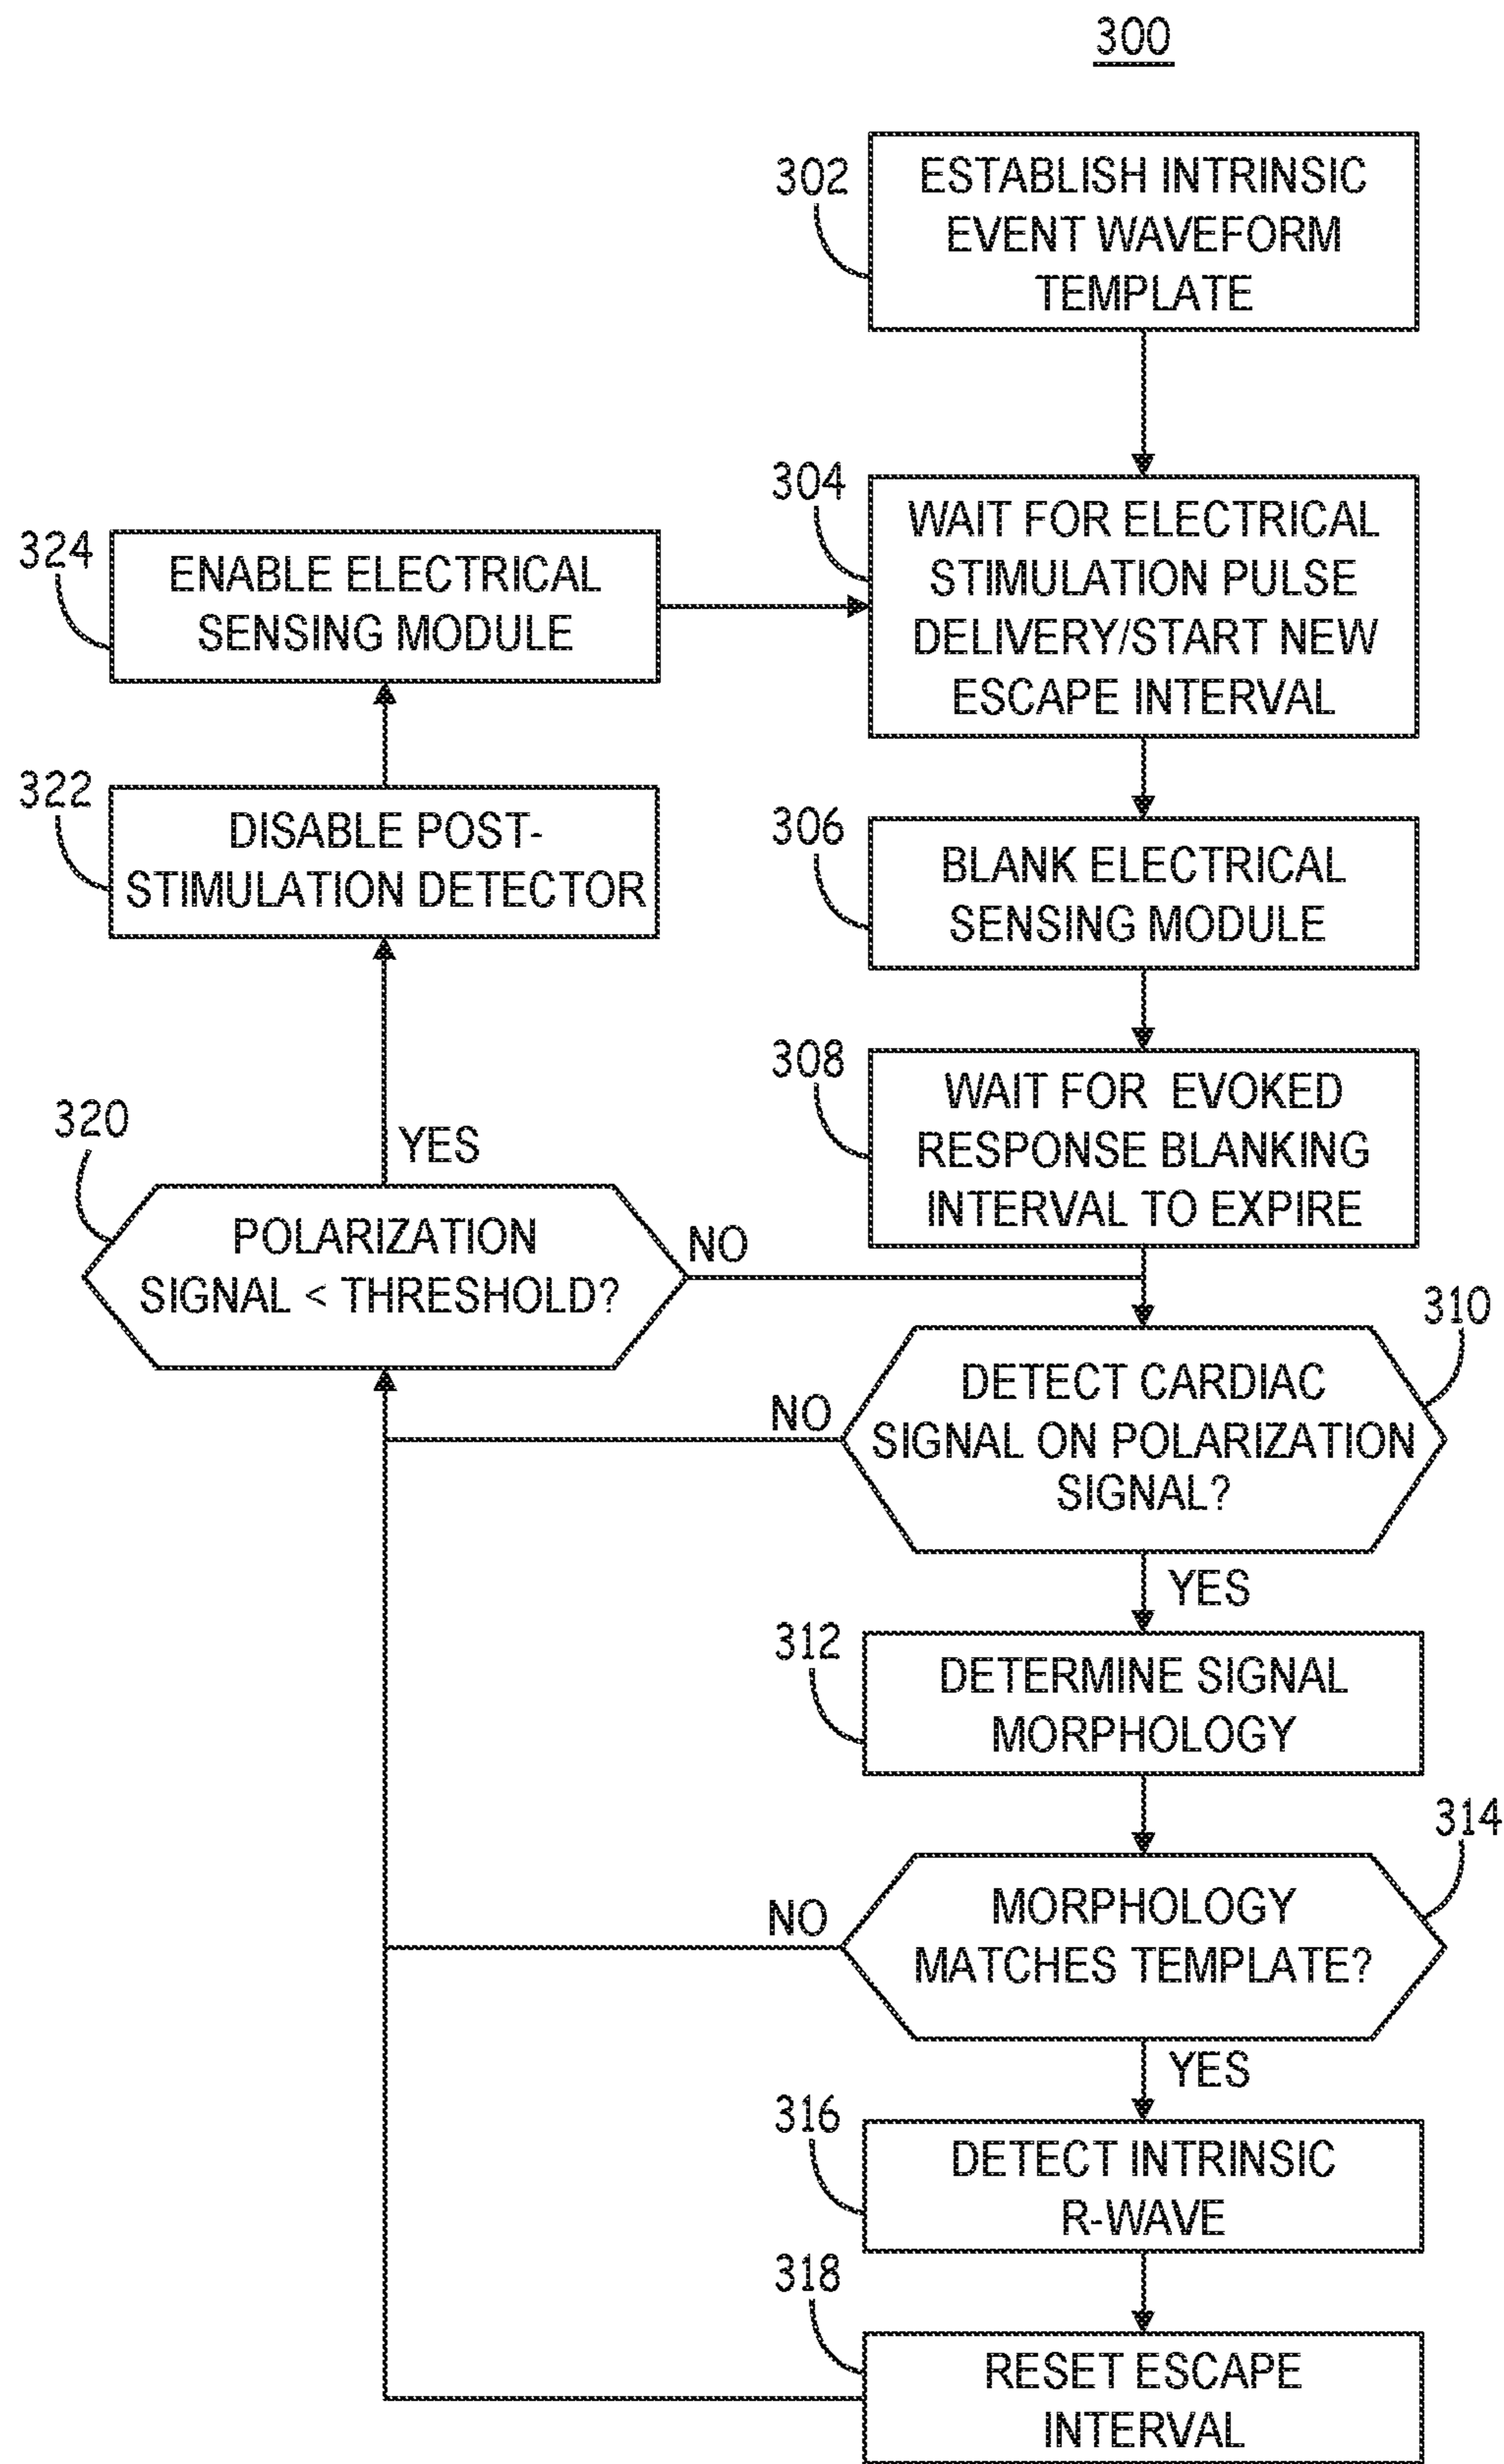 300
302
ESTABLISH INTRINSIC
EVENT WAVEFORM
TEMPLATE
304
WAIT FOR ELECTRICAL
STIMULATION PULSE
DELIVERY/START NEW
ESCAPE INTERVAL
324
ENABLE ELECTRICAL
SENSING MODULE
322
DISABLE POST-
STIMULATION DETECTOR
306
BLANK ELECTRICAL
SENSING MODULE
308
WAIT FOR EVOKED
RESPONSE BLANKING
INTERVAL TO EXPIRE
320
YES
POLARIZATION
SIGNAL < THRESHOLD?
NO
310
DETECT CARDIAC
SIGNAL ON POLARIZATION
SIGNAL?
NO
YES
312
DETERMINE SIGNAL
MORPHOLOGY
314
MORPHOLOGY
MATCHES TEMPLATE?
NO
YES
316
DETECT INTRINSIC
R-WAVE
318
RESET ESCAPE
INTERVAL